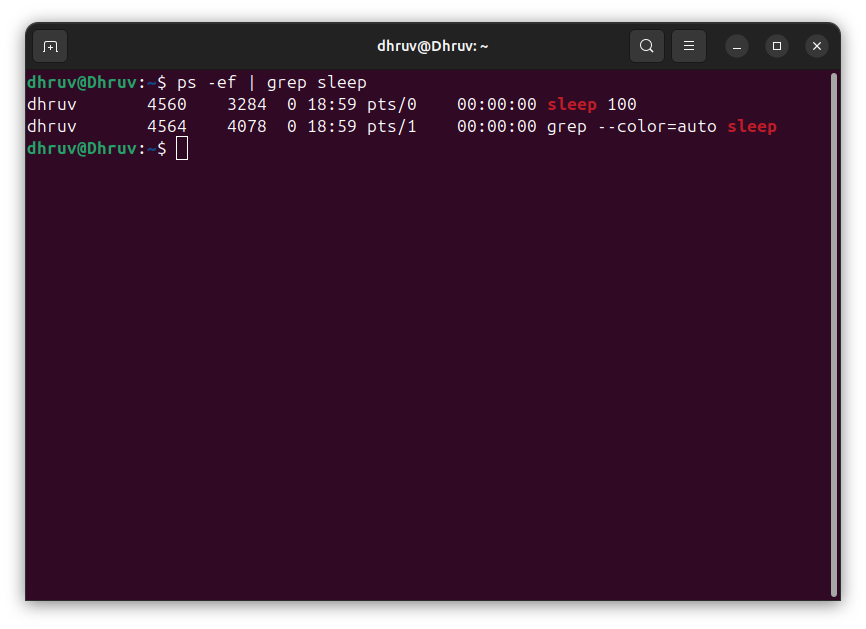 dhruv@Dhruv: ~
dhruv@Dhruv:~$ ps -ef | grep sleep
dhruv       4560    3284  0 18:59 pts/0    00:00:00 sleep 100
dhruv       4564    4078  0 18:59 pts/1    00:00:00 grep --color=auto sleep
dhruv@Dhruv:~$